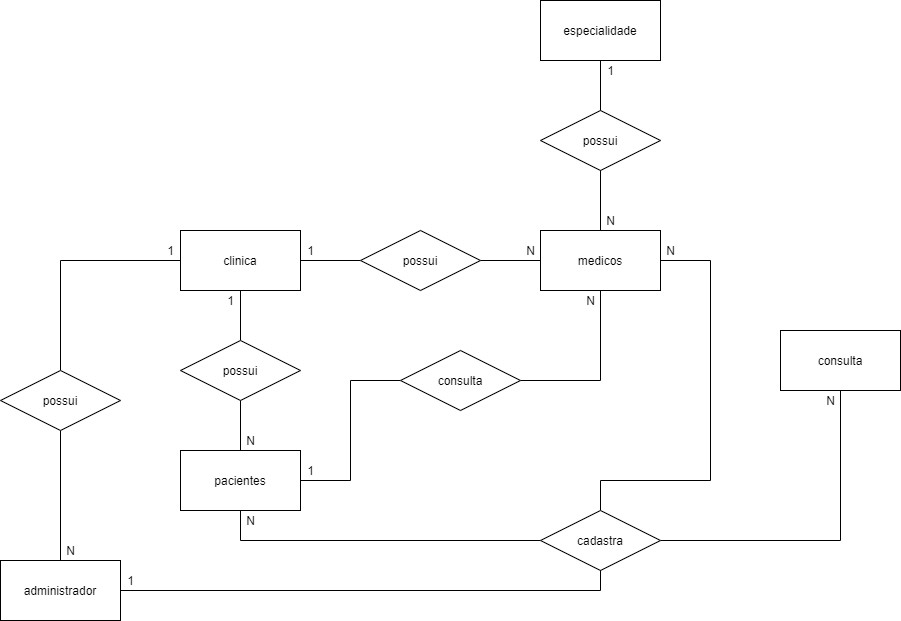 especialidade
1
possui
N
1
clinica
1
possui
N
medicos
N
1
N
possui
possui
consulta
consulta
N
N
1
pacientes
N
cadastra
N
1
administrador